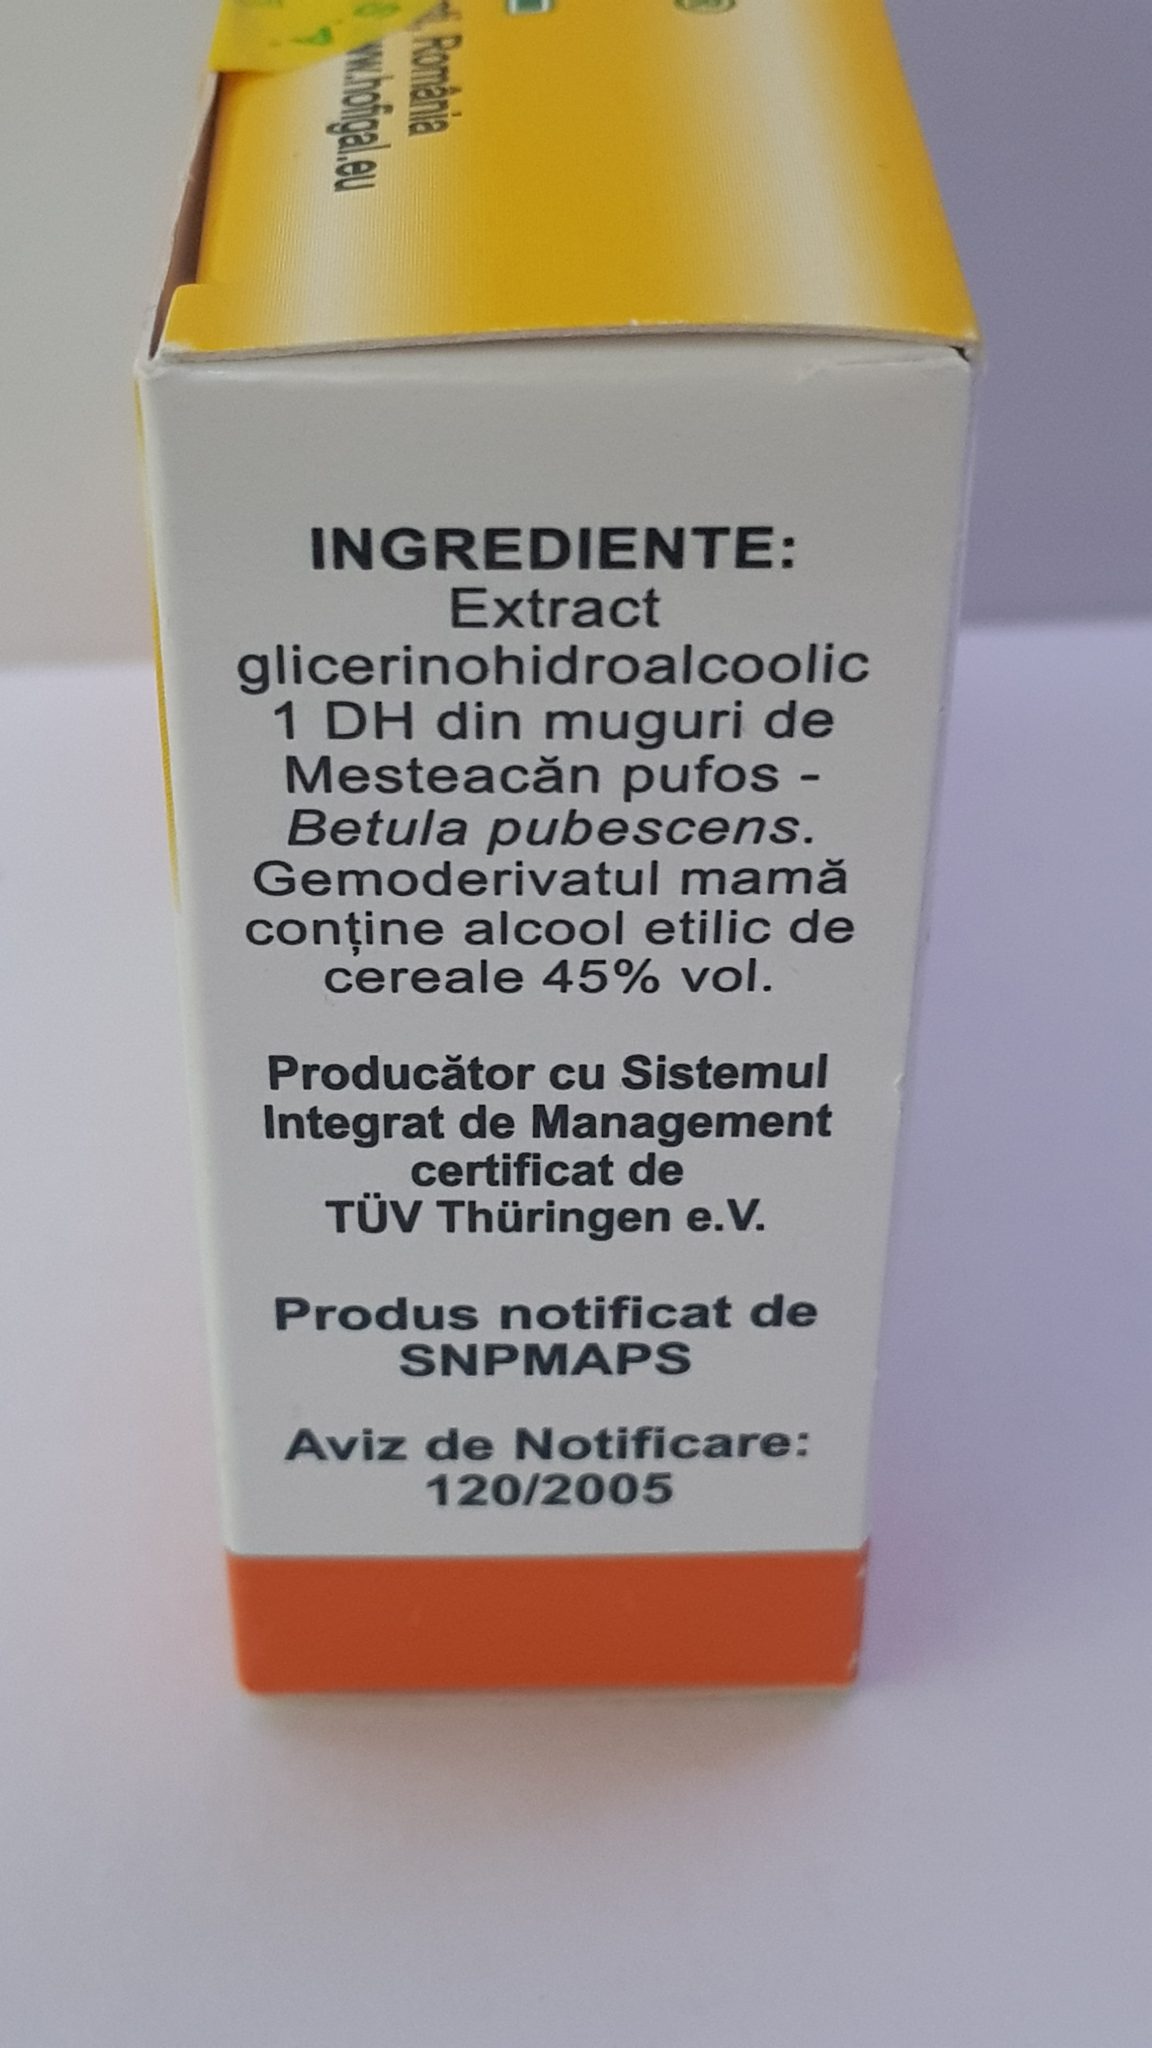 România
hofigal.eu
INGREDIENTE:
Extract
glicerinohidroalcoolic
1 DH din muguri de
Mesteacăn pufos -
Betula pubescens.
Gemoderivatul mamă
conține alcool etilic de
cereale 45% vol.
Producător cu Sistemul
Integrat de Management
certificat de
TÜV Thüringen e.V.
Produs notificat de
SNPMAPS
Aviz de Notificare:
120/2005